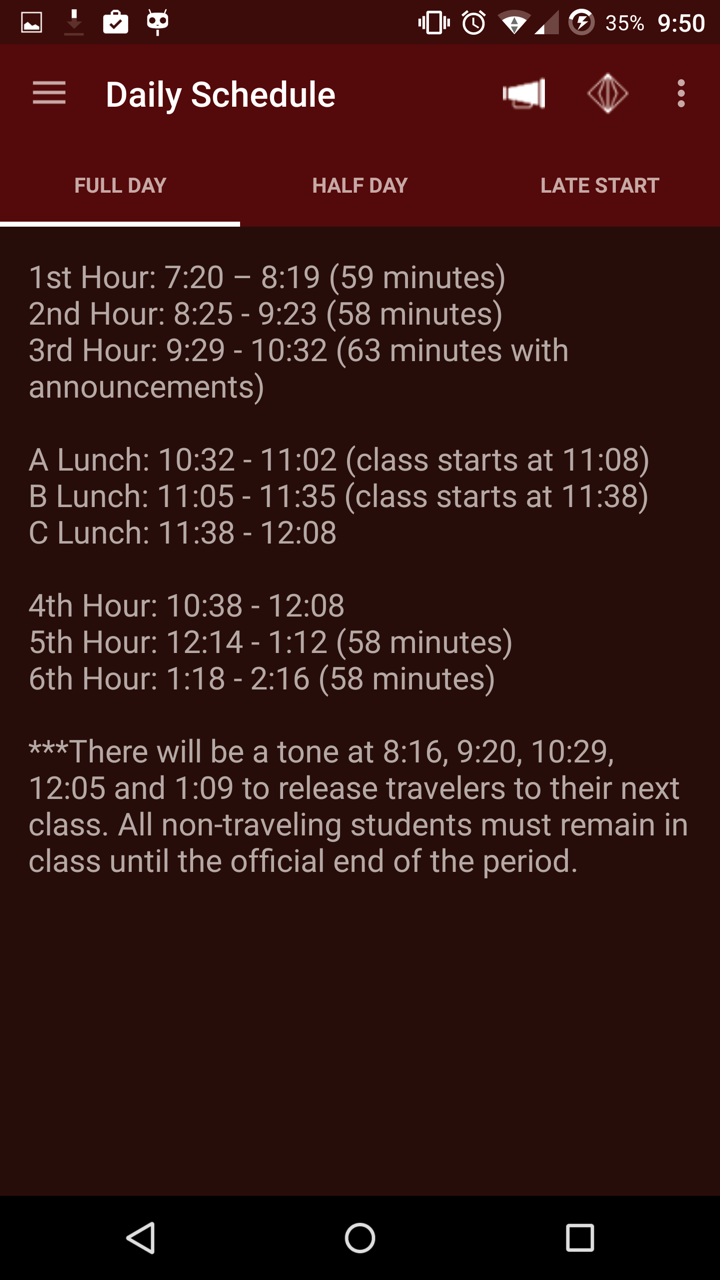 35% 9:50
Daily Schedule
FULL DAY HALF DAY LATE START
1st Hour: 7:20 – 8:19 (59 minutes)
2nd Hour: 8:25 - 9:23 (58 minutes)
3rd Hour: 9:29 - 10:32 (63 minutes with
announcements)
A Lunch: 10:32 - 11:02 (class starts at 11:08)
B Lunch: 11:05 - 11:35 (class starts at 11:38)
C Lunch: 11:38 - 12:08
4th Hour: 10:38 - 12:08
5th Hour: 12:14 - 1:12 (58 minutes)
6th Hour: 1:18 - 2:16 (58 minutes)
***There will be a tone at 8:16, 9:20, 10:29,
12:05 and 1:09 to release travelers to their next
class. All non-traveling students must remain in
class until the official end of the period.